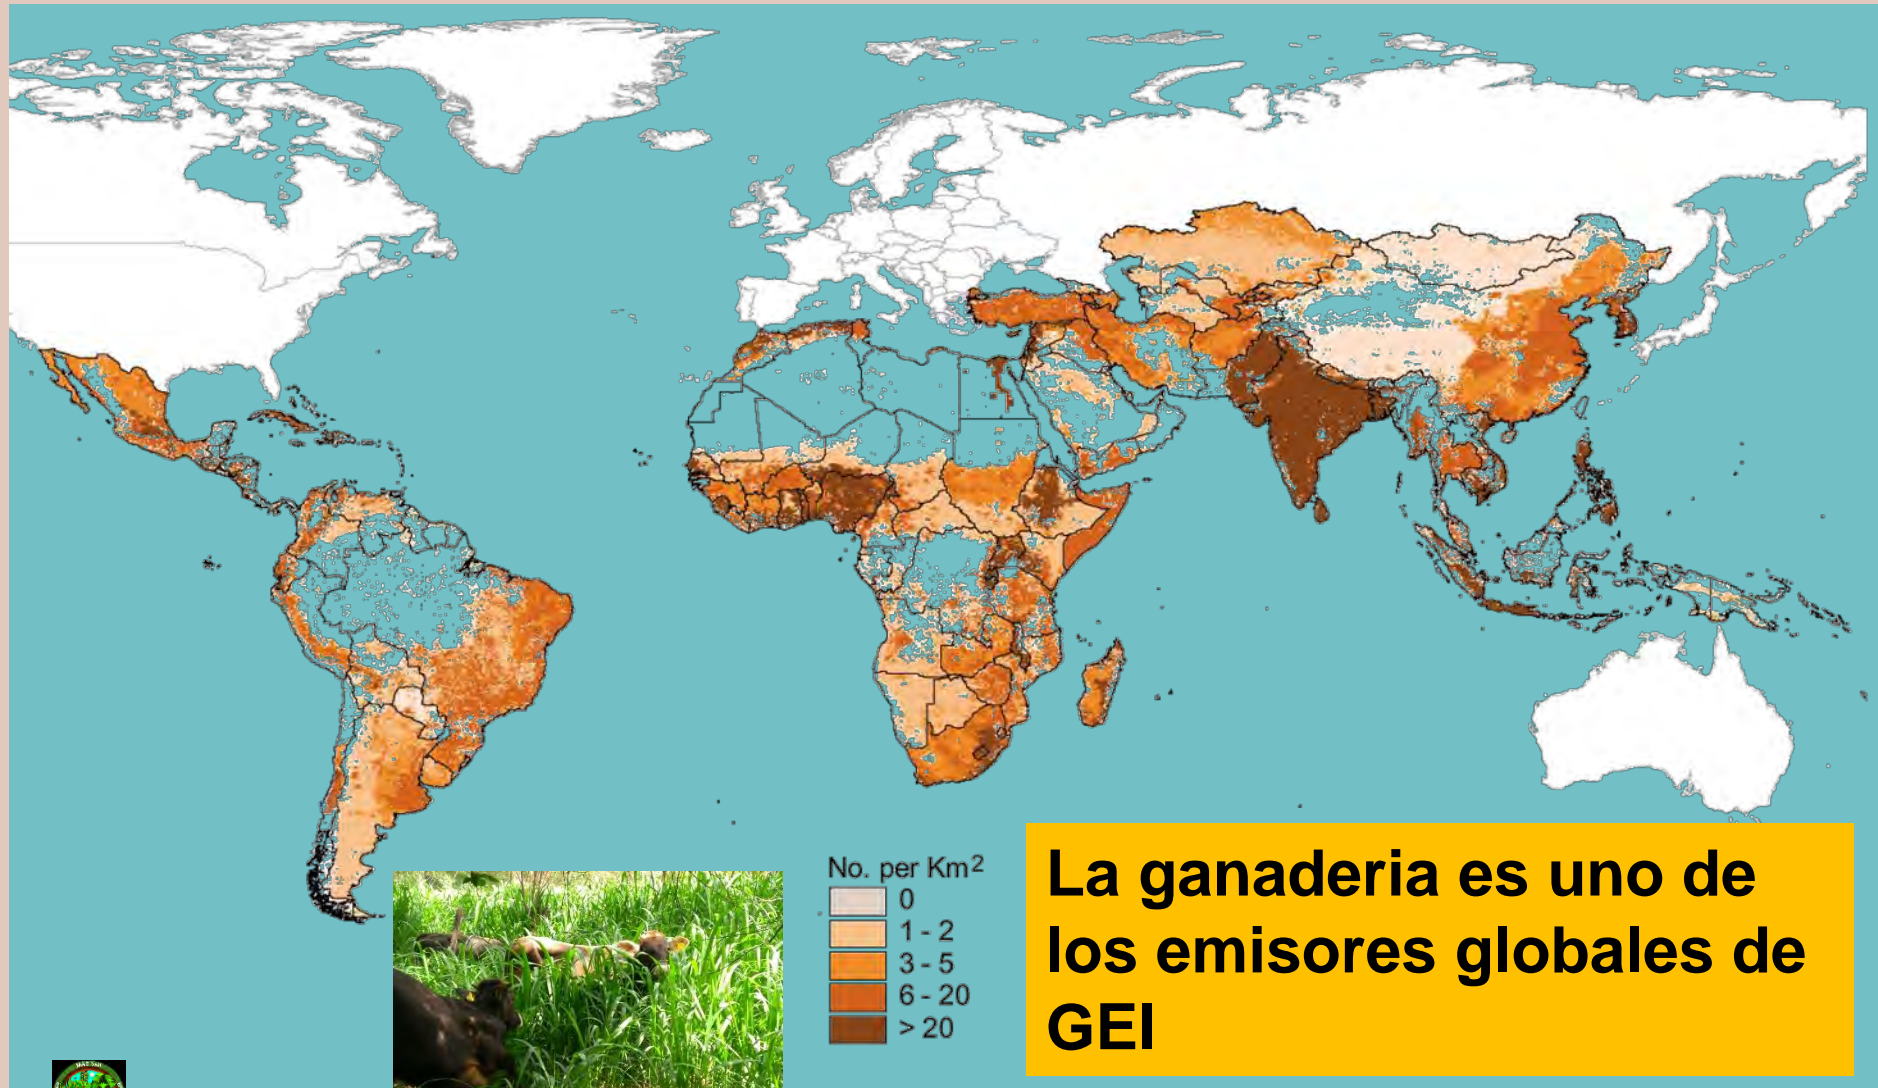 No. per Km²
0
1 - 2
3 - 5
6 - 20
> 20
La ganaderia es uno de
los emisores globales de
GEI